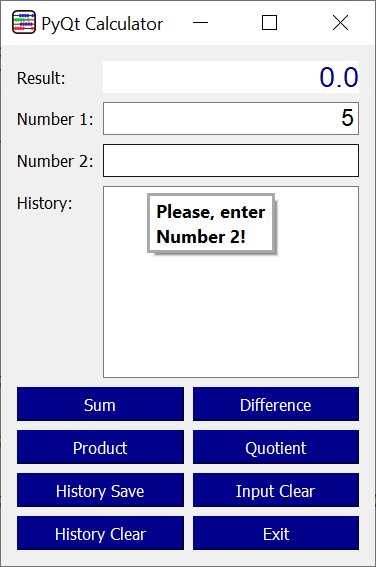 PyQt Calculator
Result: 0.0
Number 1: 5
Number 2:
History:
Please, enter
Number 2!
Sum Difference
Product Quotient
History Save Input Clear
History Clear Exit